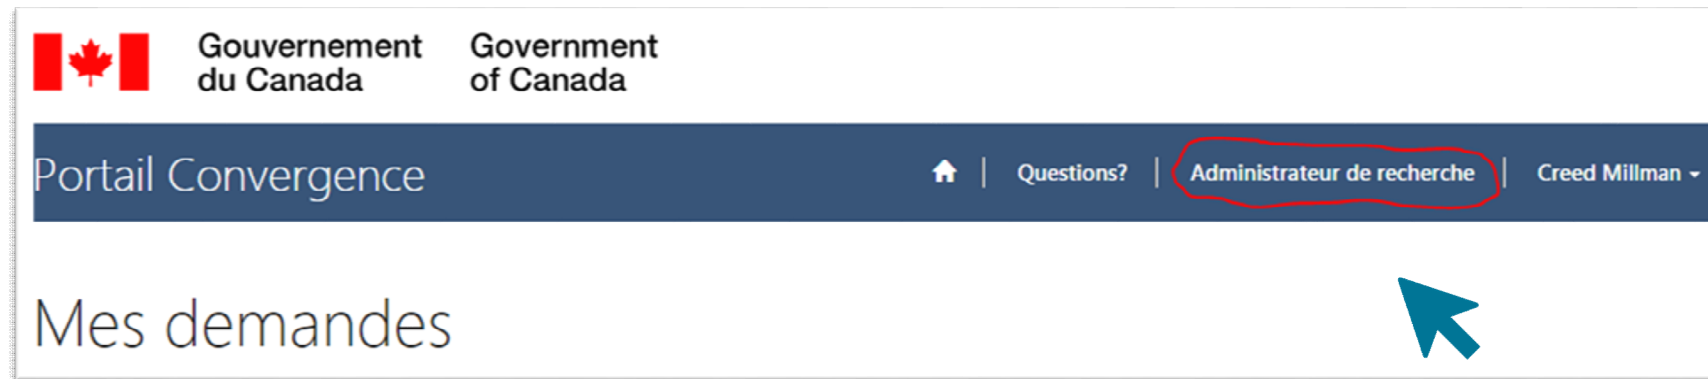 Gouvernement
du Canada
Government
of Canada
Portail Convergence
Questions?
Administrateur de recherche
Creed Millman
Mes demandes